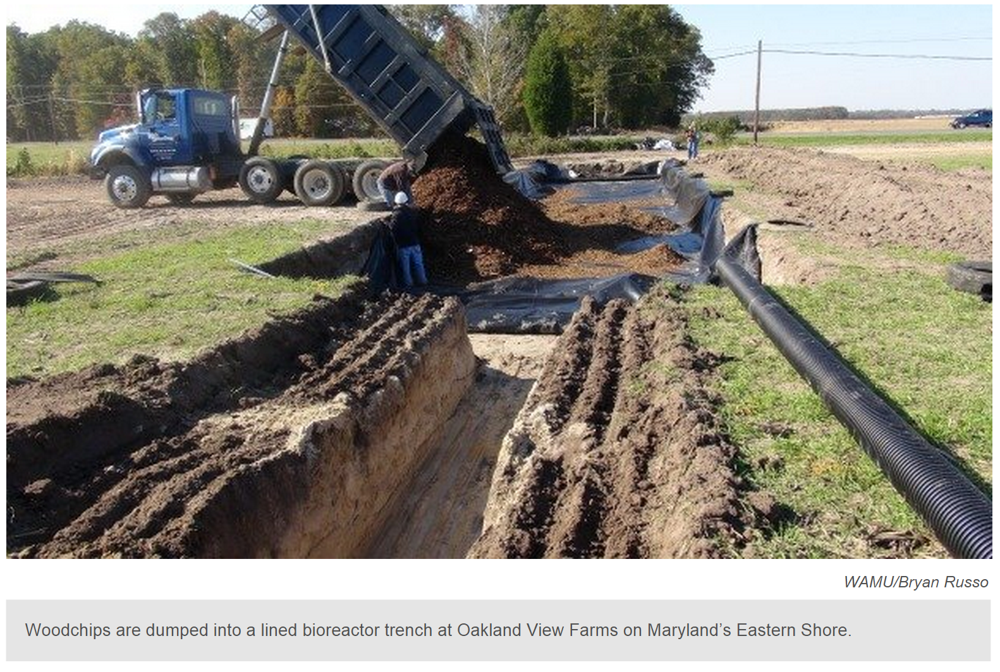 WAMU/Bryan Russo
Woodchips are dumped into a lined bioreactor trench at Oakland View Farms on Maryland’s Eastern Shore.